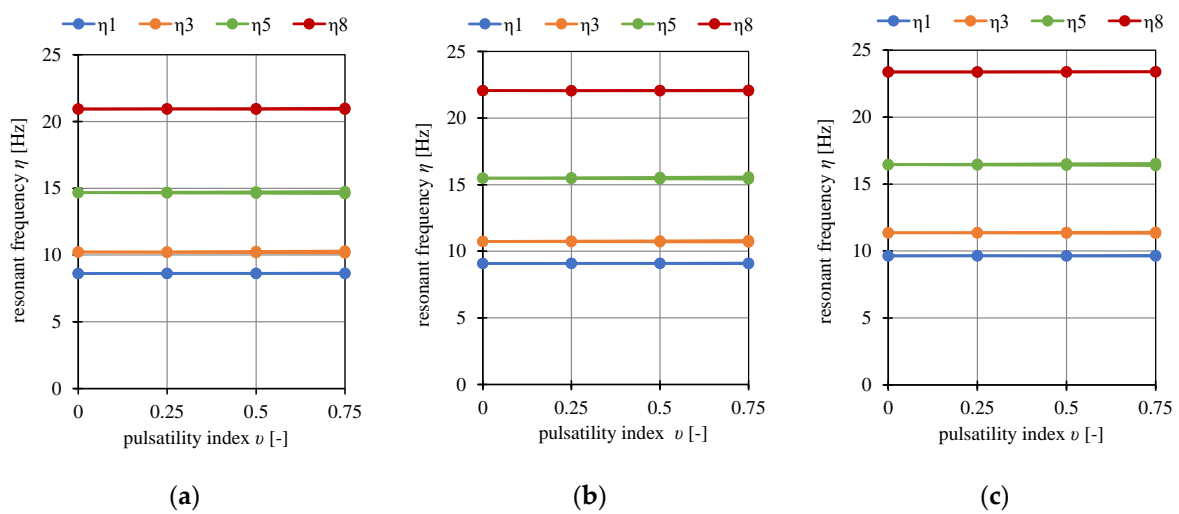 η1 η3 η5 η8
25
20
15
10
5
0
0 0.25 0.5 0.75
resonant frequency η [Hz]
pulsatility index υ [-]
(a)
η1 η3 η5 η8
25
20
15
10
5
0
0 0.25 0.5 0.75
resonant frequency η [Hz]
pulsatility index υ [-]
(b)
η1 η3 η5 η8
25
20
15
10
5
0
0 0.25 0.5 0.75
resonant frequency η [Hz]
pulsatility index υ [-]
(c)